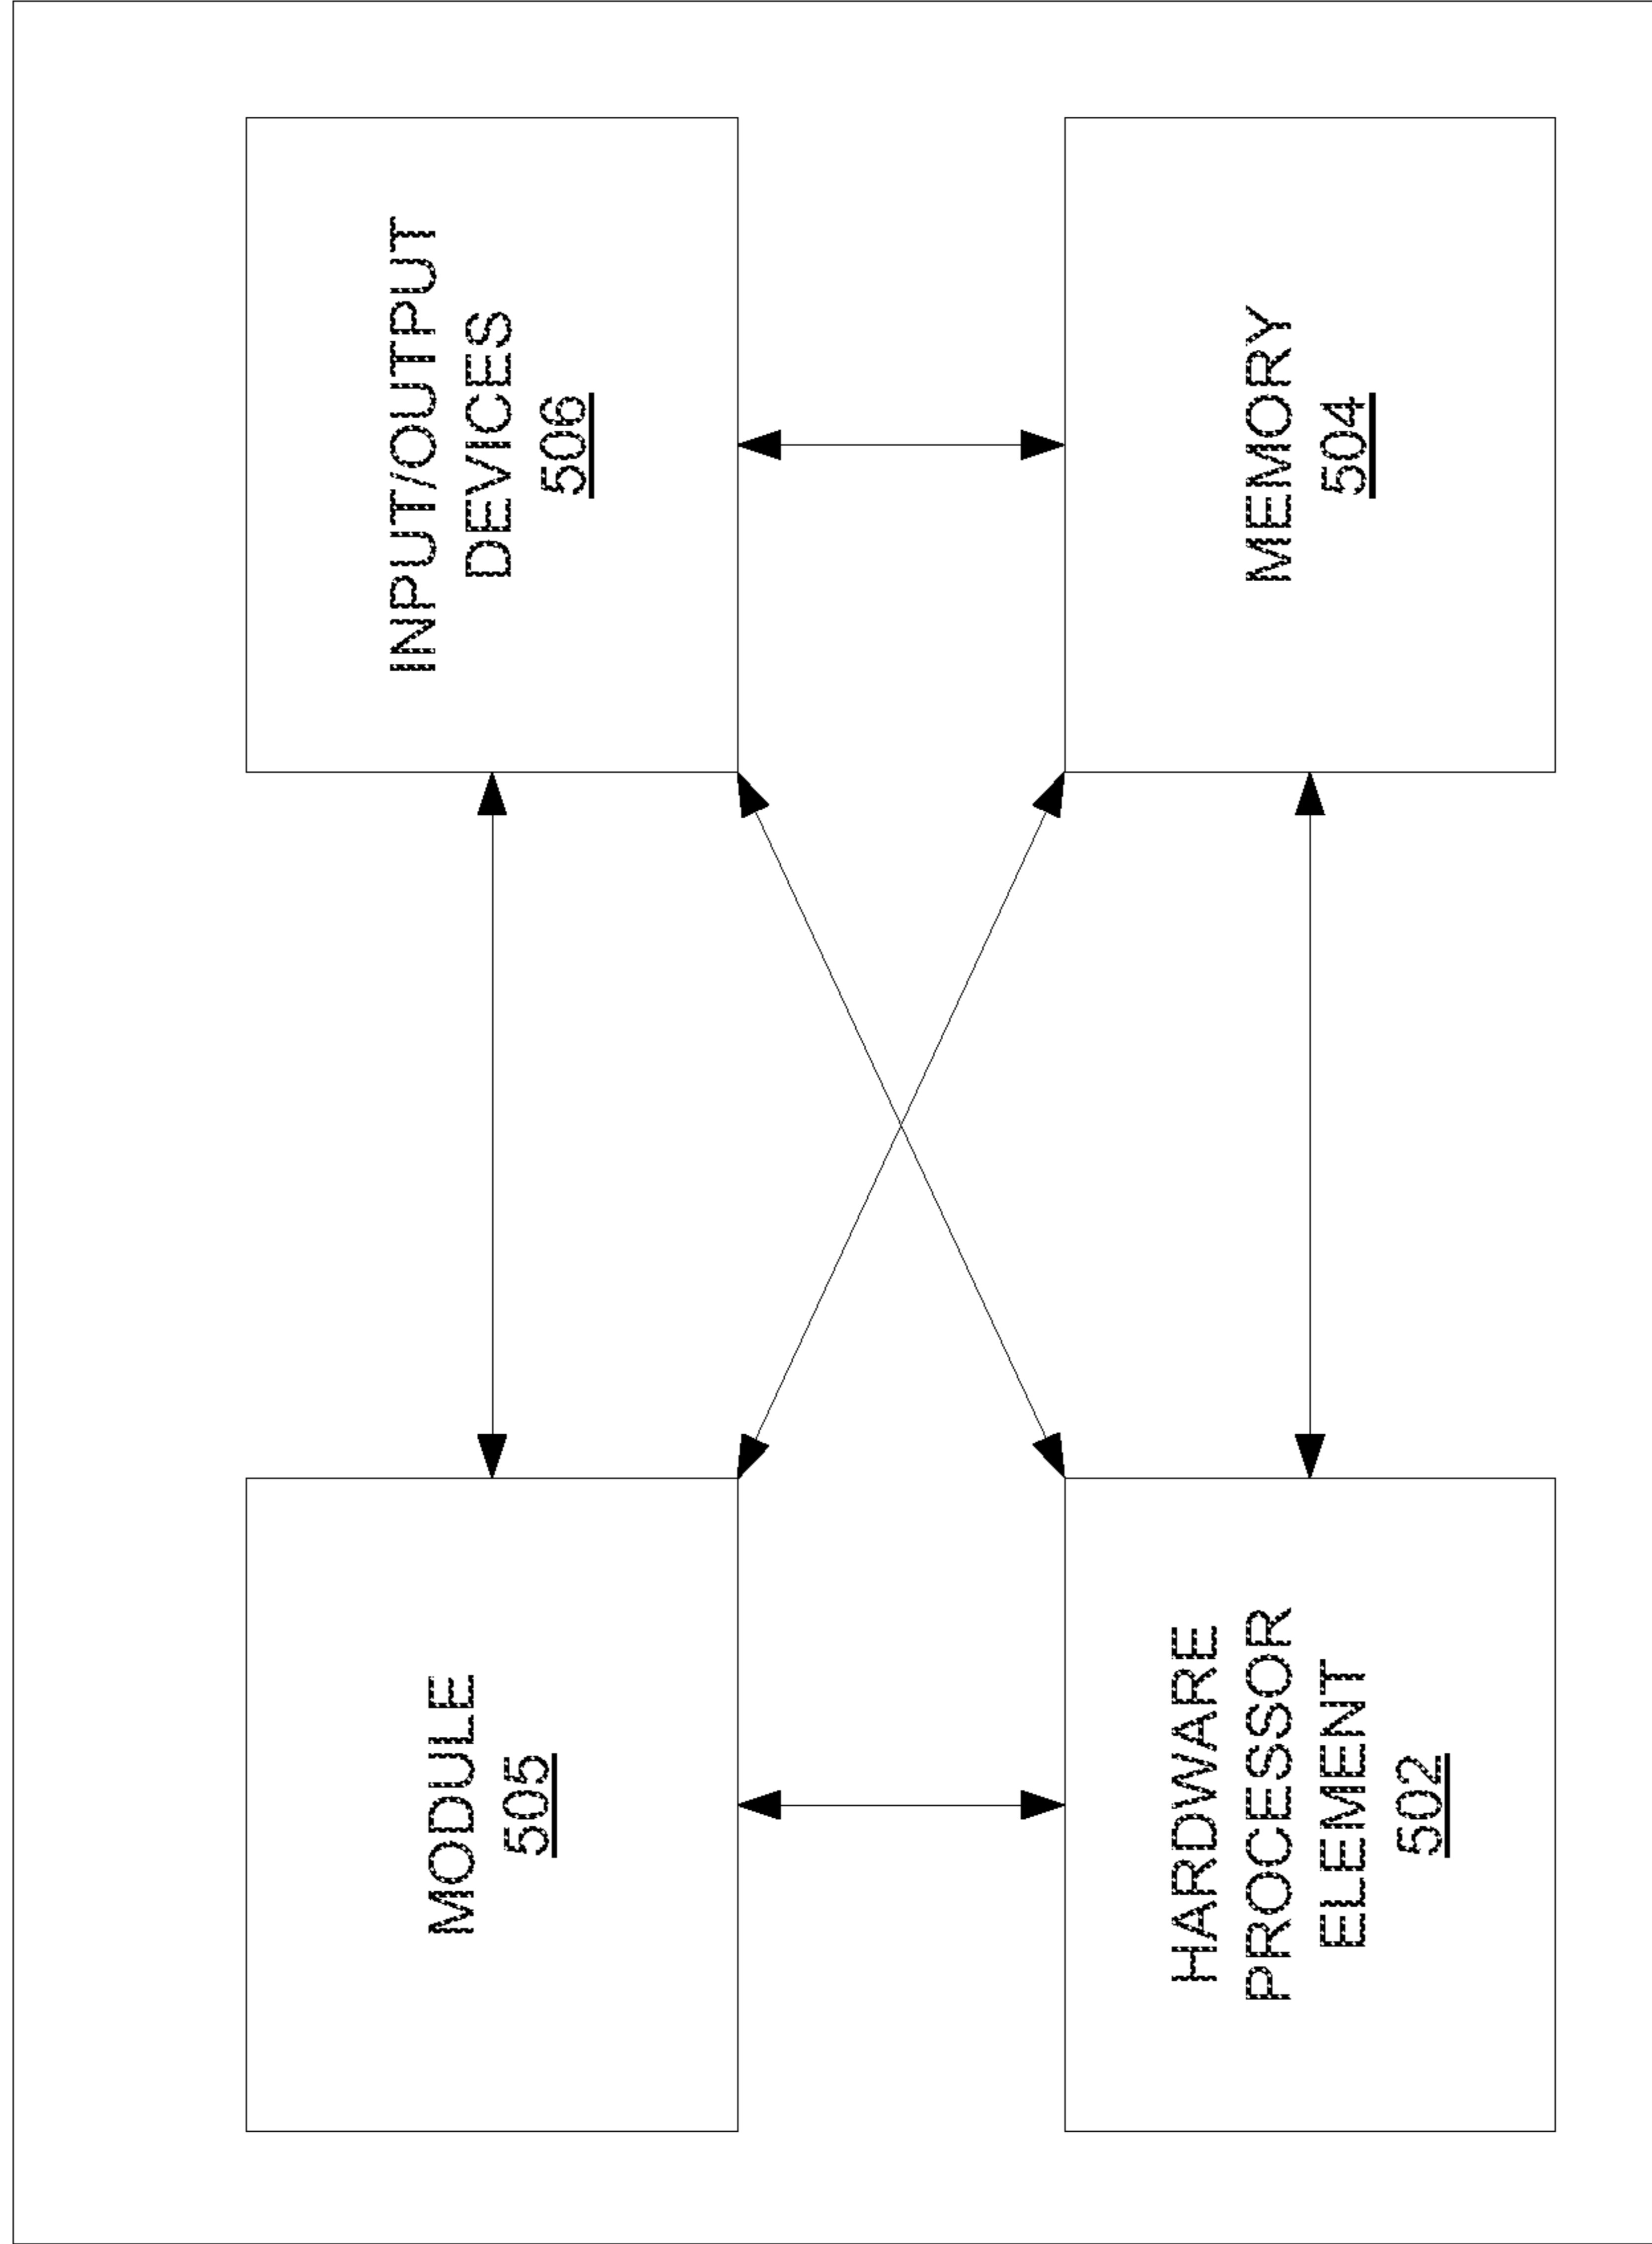 MODULE
505
INPUT/OUTPUT
DEVICES
506
HARDWARE
PROCESSOR
ELEMENT
502
MEMORY
504